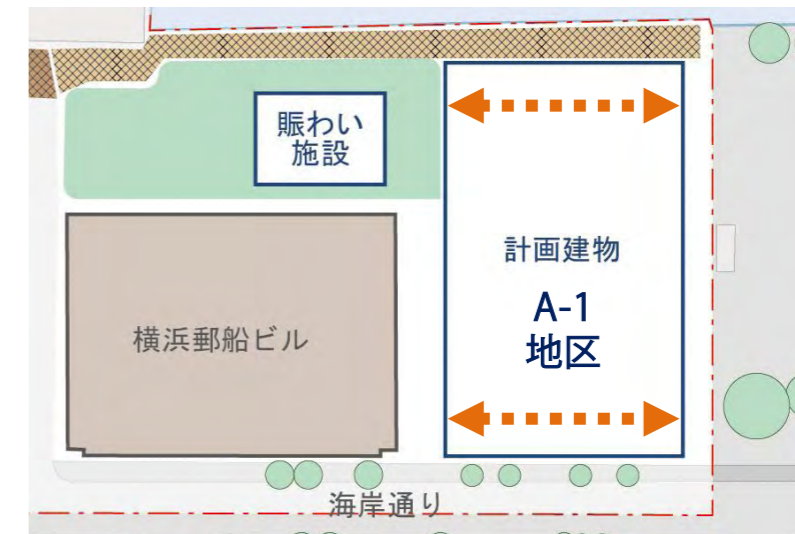 賑わい
施設
計画建物
A-1
地区
横浜郵船ビル
海岸通り